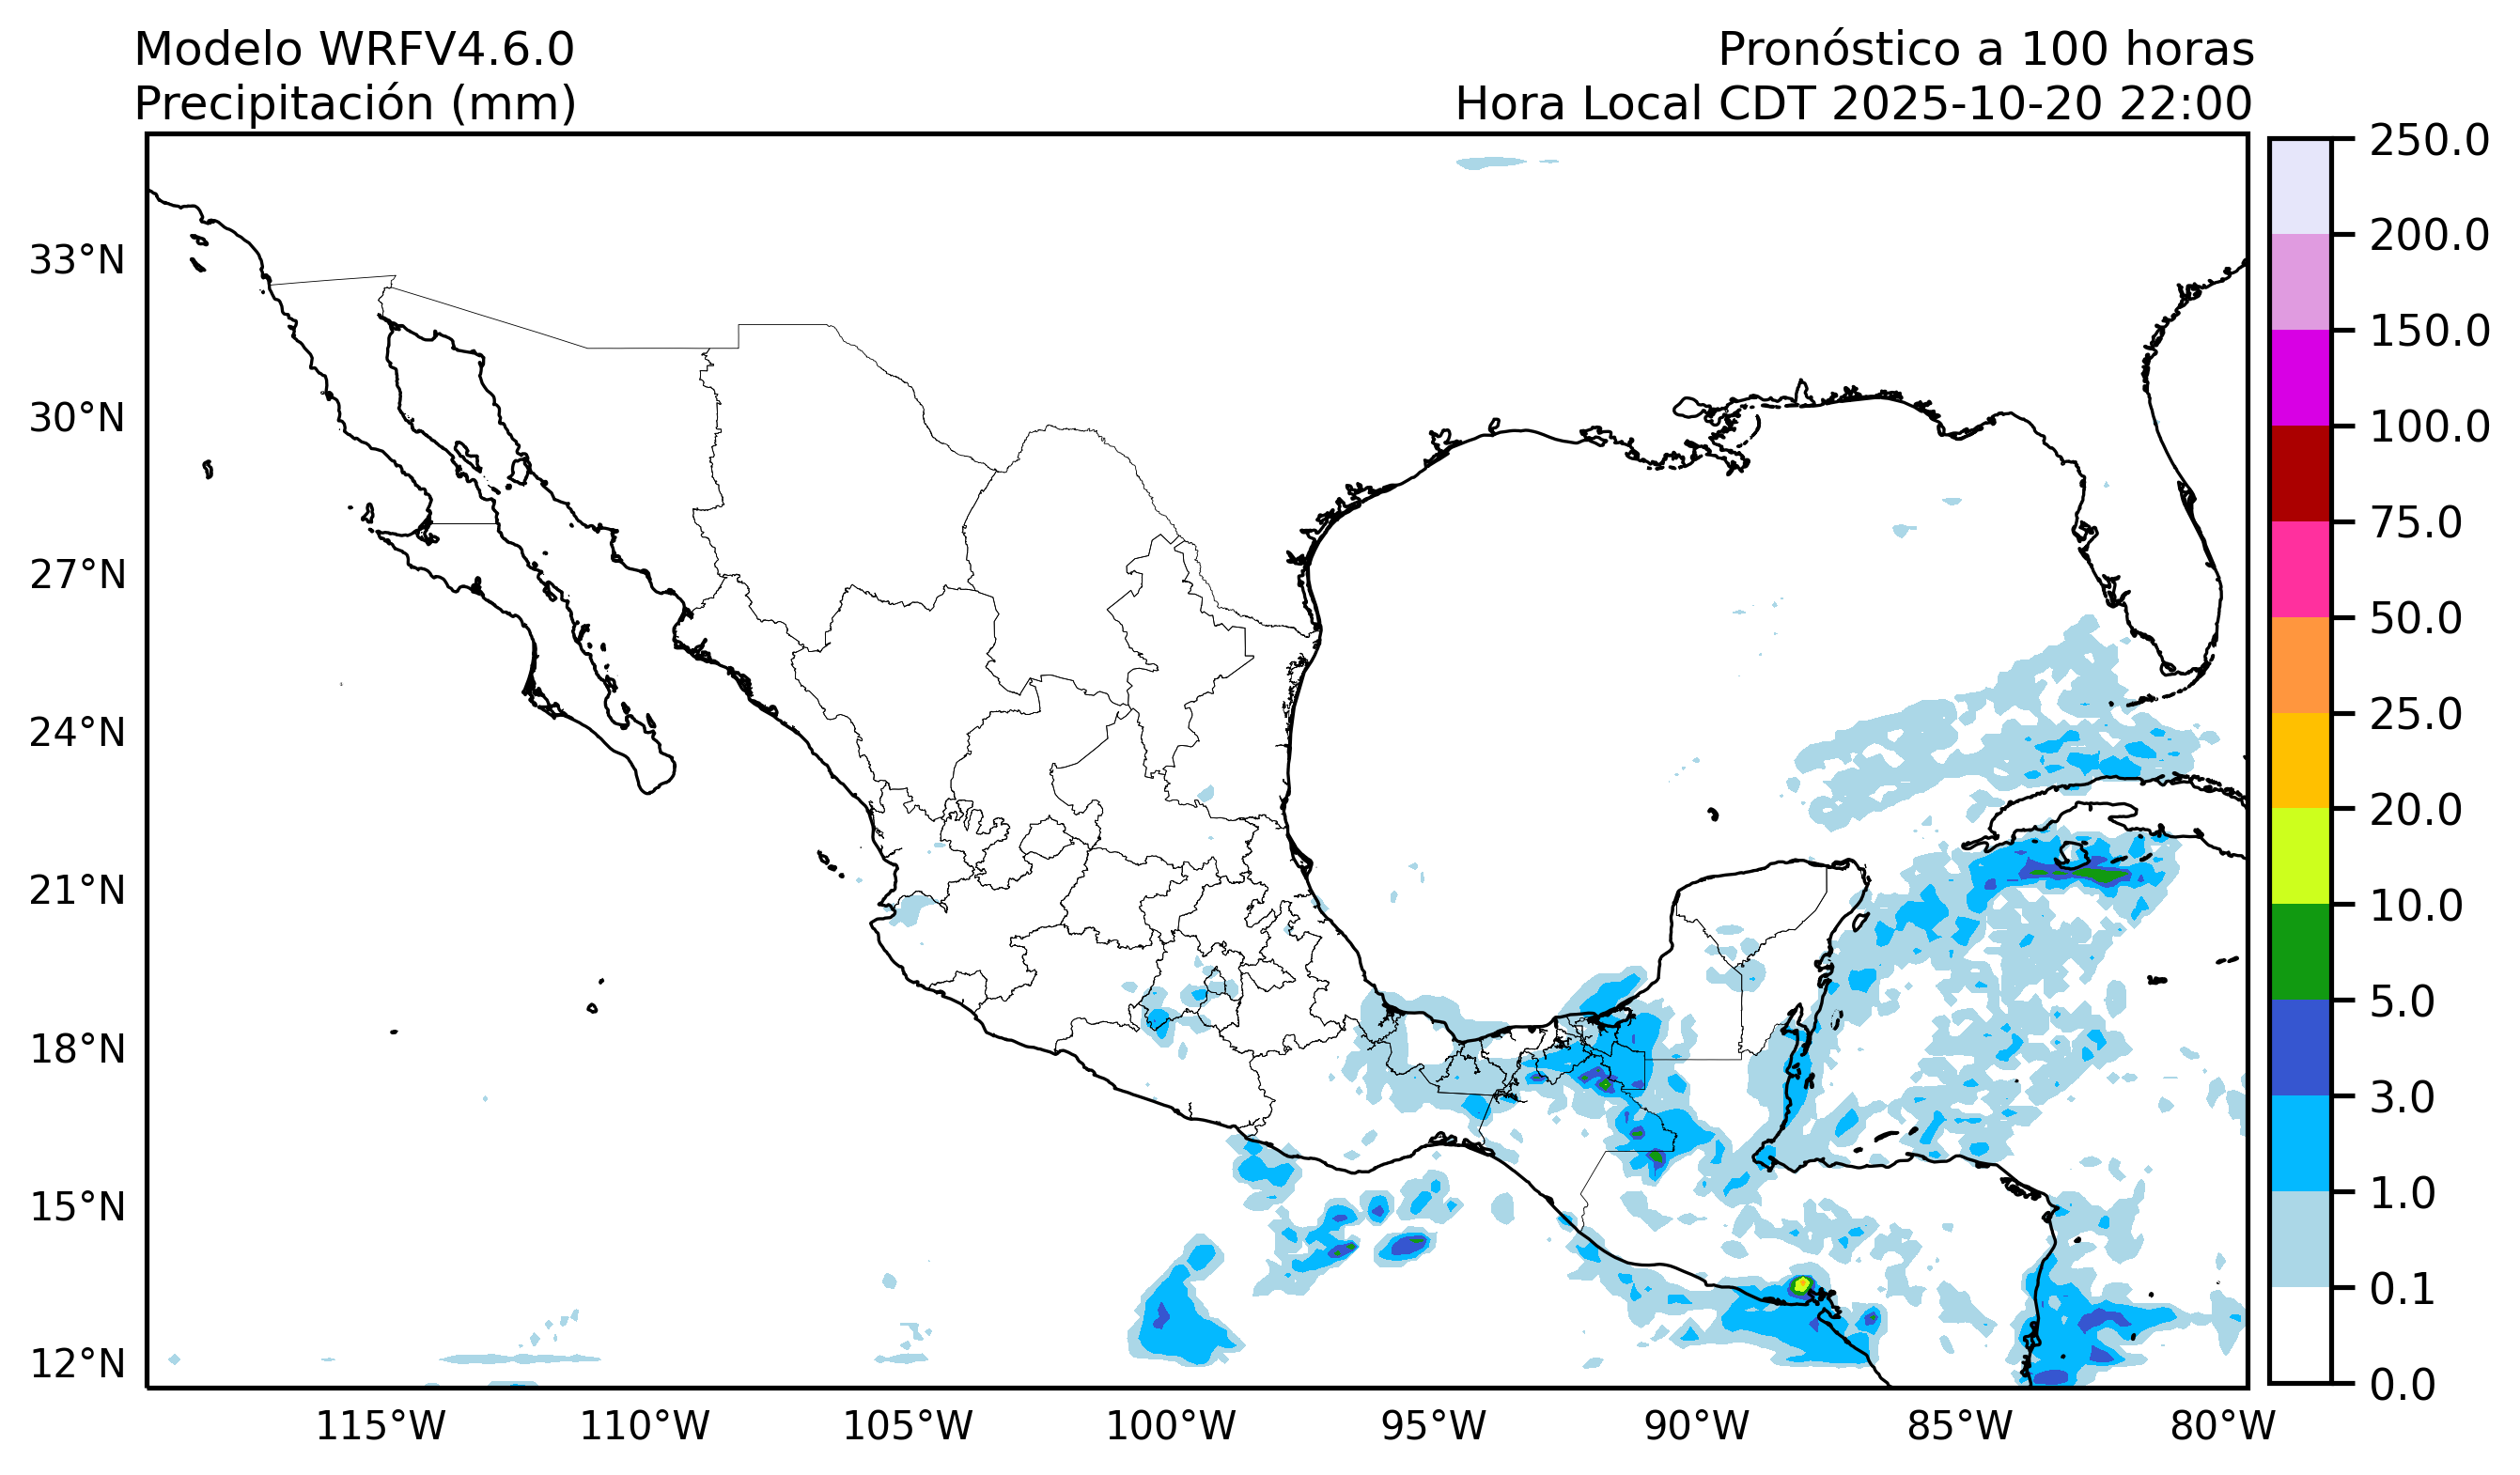 Modelo WRFV4.6.0
Precipitación (mm)
Pronóstico a 100 horas
Hora Local CDT 2025-10-20 22:00
33°N
30°N
27°N
24°N
21°N
18°N
15°N
12°N
115°W
110°W
105°W
100°W
95°W
90°W
85°W
80°W
250.0
200.0
150.0
100.0
75.0
50.0
25.0
20.0
10.0
5.0
3.0
1.0
0.1
0.0